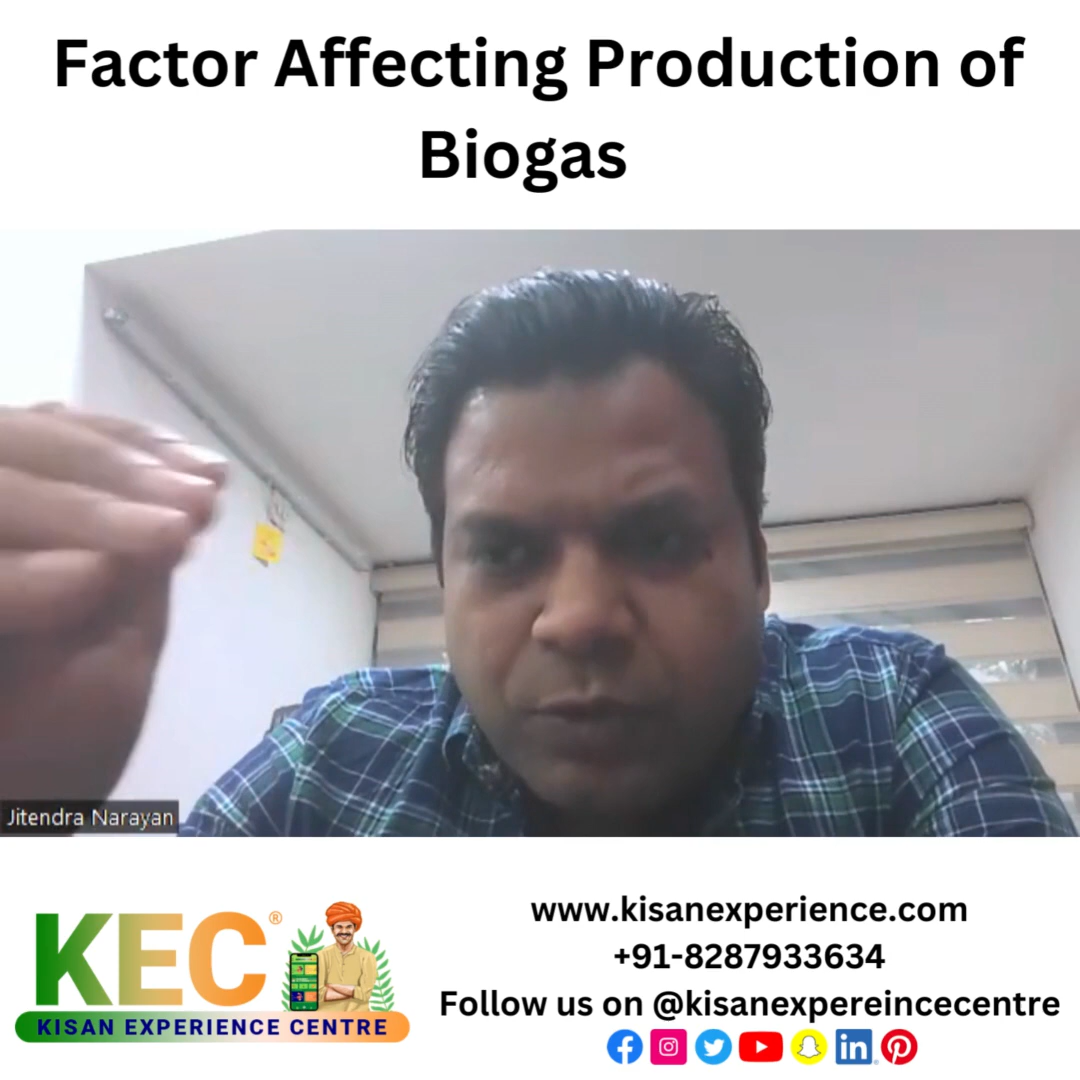 Factor Affecting Production of
Biogas
Jitendra Narayan
KEC®
KISAN EXPERIENCE CENTRE
www.kisanexperience.com
+91-8287933634
Follow us on @kisanexpereincecentre